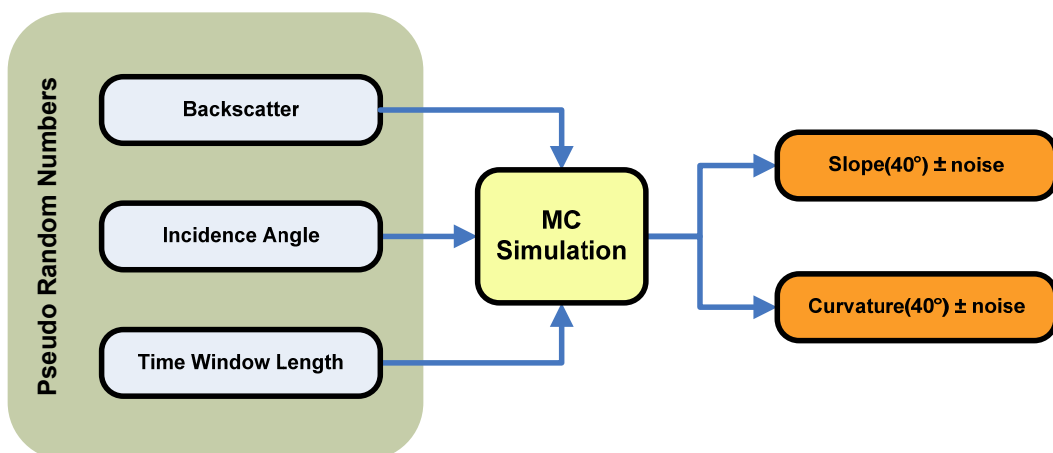 Pseudo Random Numbers
Backscatter
Incidence Angle
Time Window Length
MC
Simulation
Slope(40°) ± noise
Curvature(40°) ± noise